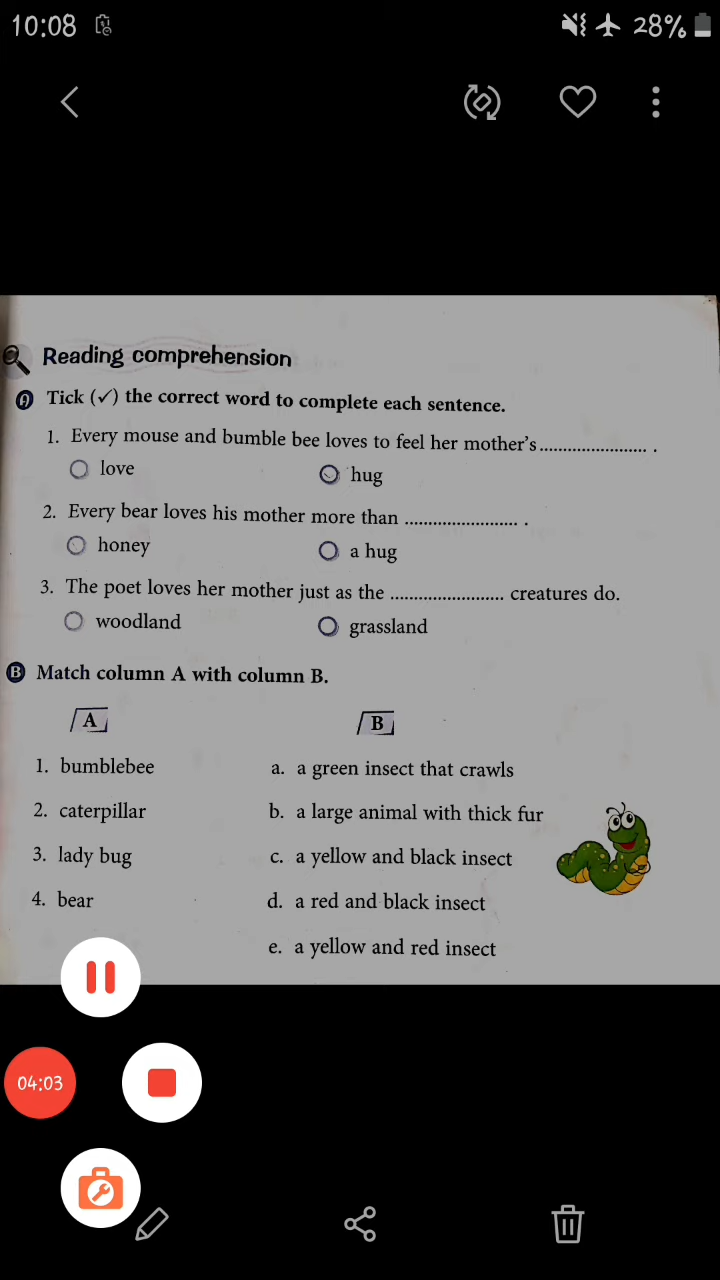 10:08
28%
Reading comprehension
A Tick (✓) the correct word to complete each sentence.
1. Every mouse and bumble bee loves to feel her mother's ...................... .
love hug
2. Every bear loves his mother more than ...................... .
honey a hug
3. The poet loves her mother just as the ...................... creatures do.
woodland grassland
B Match column A with column B.
A B
1. bumblebee a. a green insect that crawls
2. caterpillar b. a large animal with thick fur
3. lady bug c. a yellow and black insect
4. bear d. a red and black insect
e. a yellow and red insect
04:03